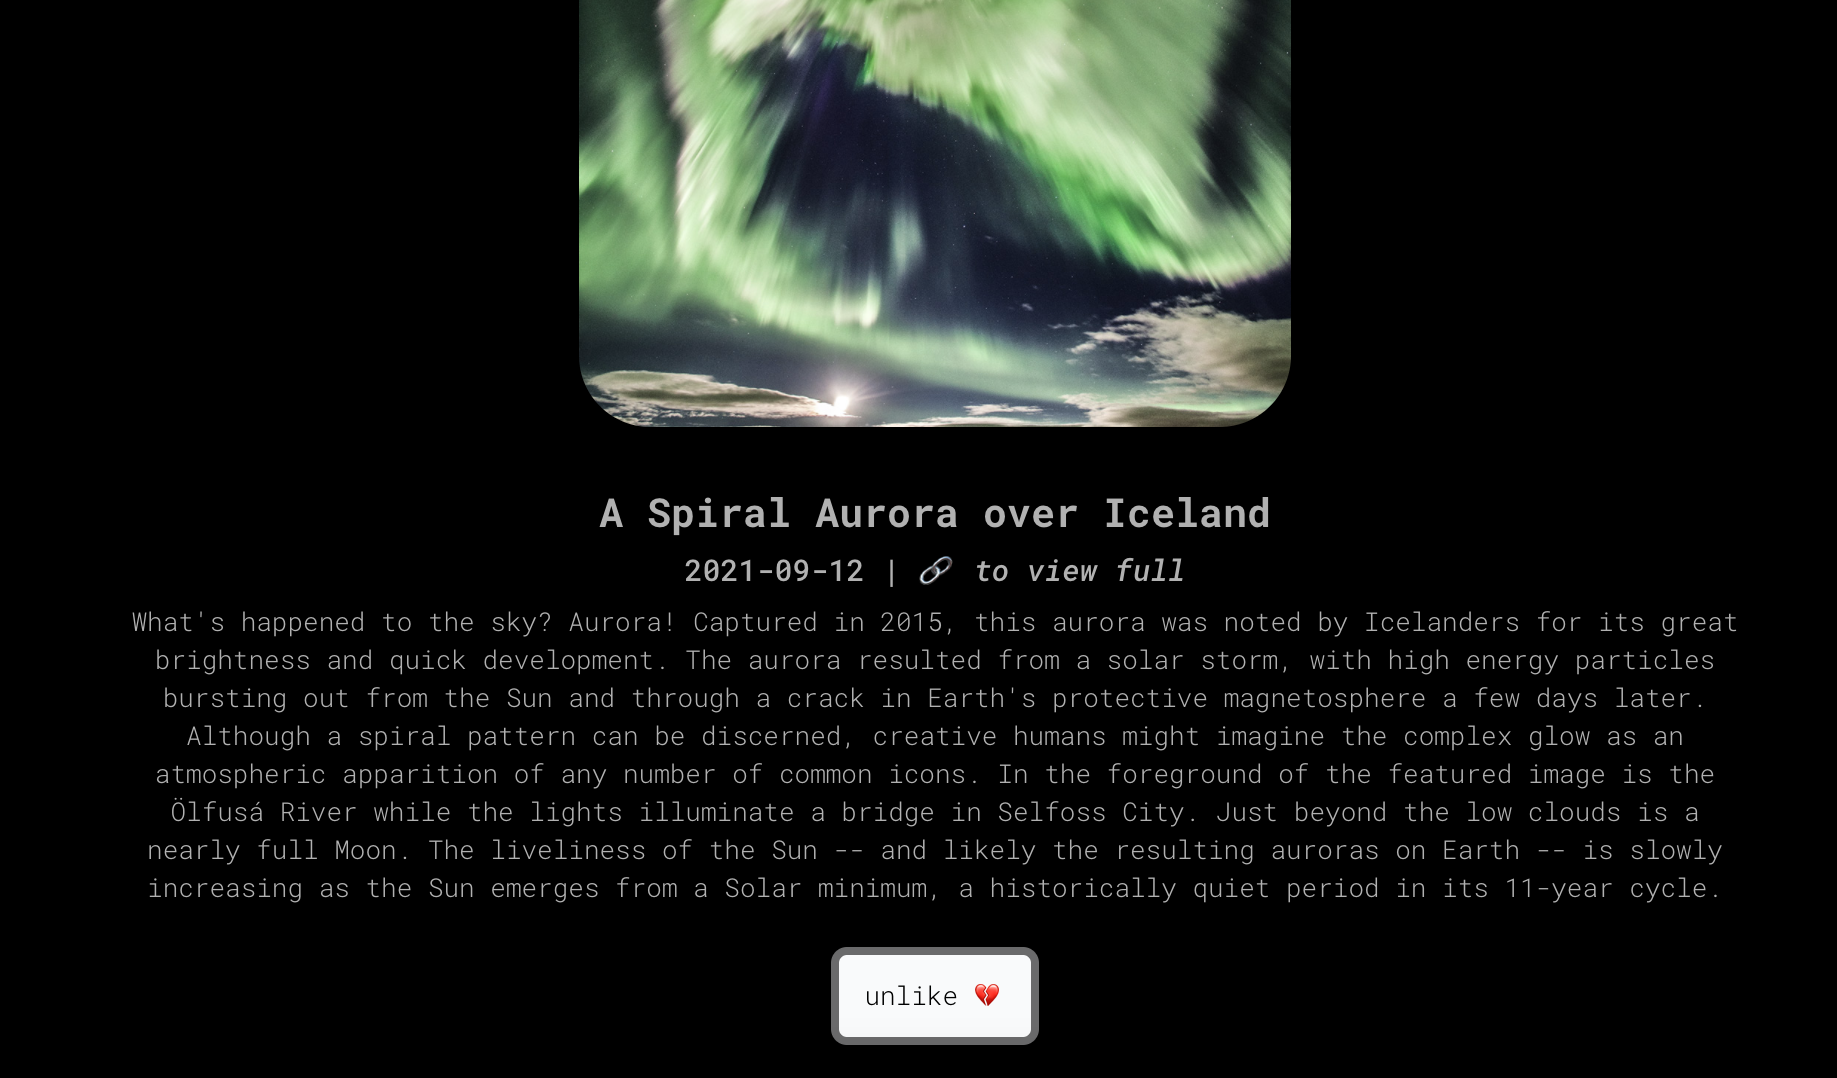 A Spiral Aurora over Iceland
2021-09-12 | 🔗 to view full
What's happened to the sky? Aurora! Captured in 2015, this aurora was noted by Icelanders for its great
brightness and quick development. The aurora resulted from a solar storm, with high energy particles
bursting out from the Sun and through a crack in Earth's protective magnetosphere a few days later.
Although a spiral pattern can be discerned, creative humans might imagine the complex glow as an
atmospheric apparition of any number of common icons. In the foreground of the featured image is the
Ölfusá River while the lights illuminate a bridge in Selfoss City. Just beyond the low clouds is a
nearly full Moon. The liveliness of the Sun -- and likely the resulting auroras on Earth -- is slowly
increasing as the Sun emerges from a Solar minimum, a historically quiet period in its 11-year cycle.
unlike 💔